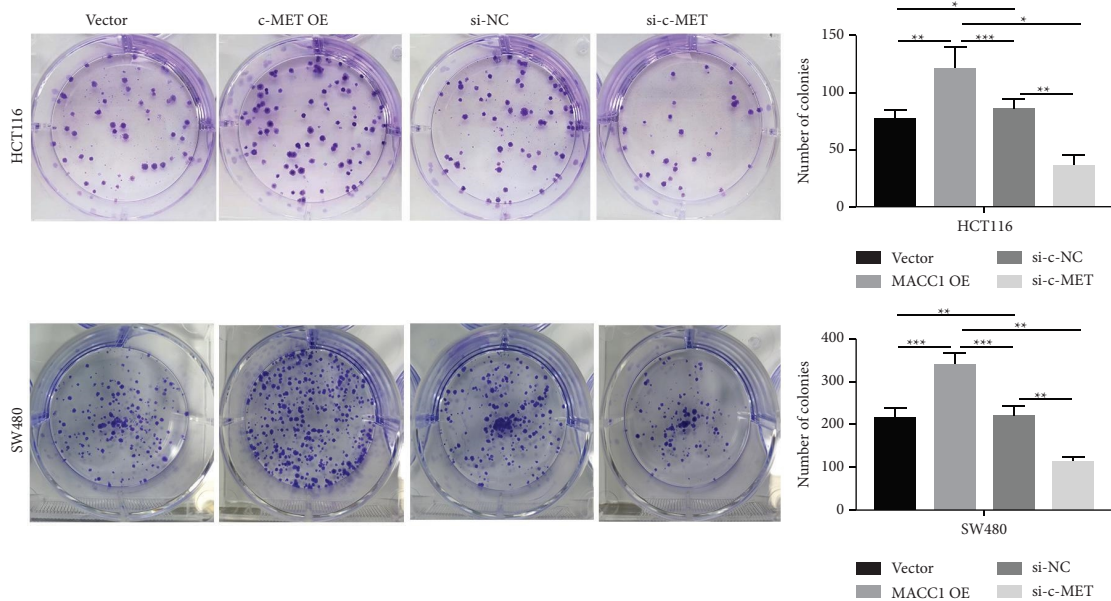 Vector c-MET OE si-NC si-c-MET
HCT116
SW480
* 
* 
** ***
**
150
100
50
0
Number of colonies
HCT116
Vector si-c-NC
MACC1 OE si-c-MET
**
**
*** ***
**
400
300
200
100
0
Number of colonies
SW480
Vector si-NC
MACC1 OE si-c-MET